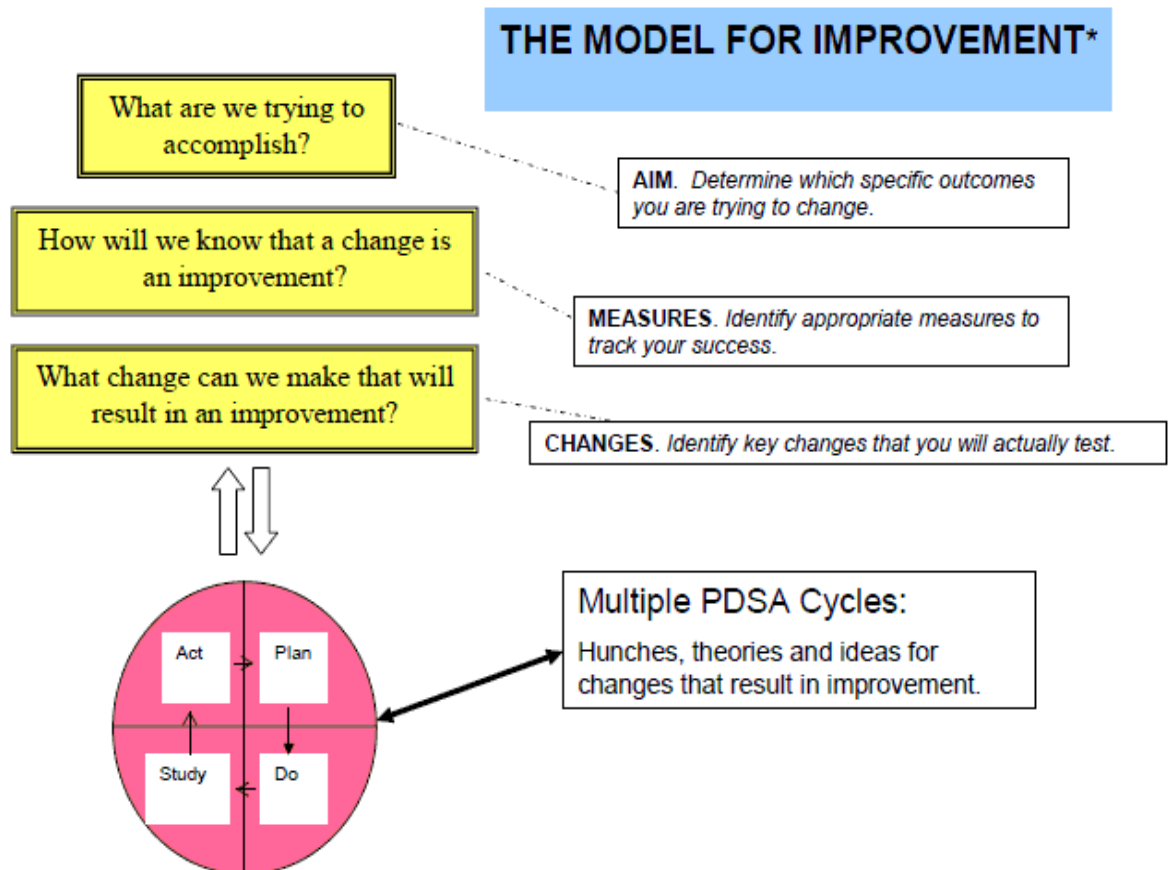 THE MODEL FOR IMPROVEMENT*
What are we trying to
accomplish?
AIM. Determine which specific outcomes
you are trying to change.
How will we know that a change is
an improvement?
MEASURES. Identify appropriate measures to
track your success.
What change can we make that will
result in an improvement?
CHANGES. Identify key changes that you will actually test.
Multiple PDSA Cycles:
Hunches, theories and ideas for
changes that result in improvement.
Act
Plan
Study
Do